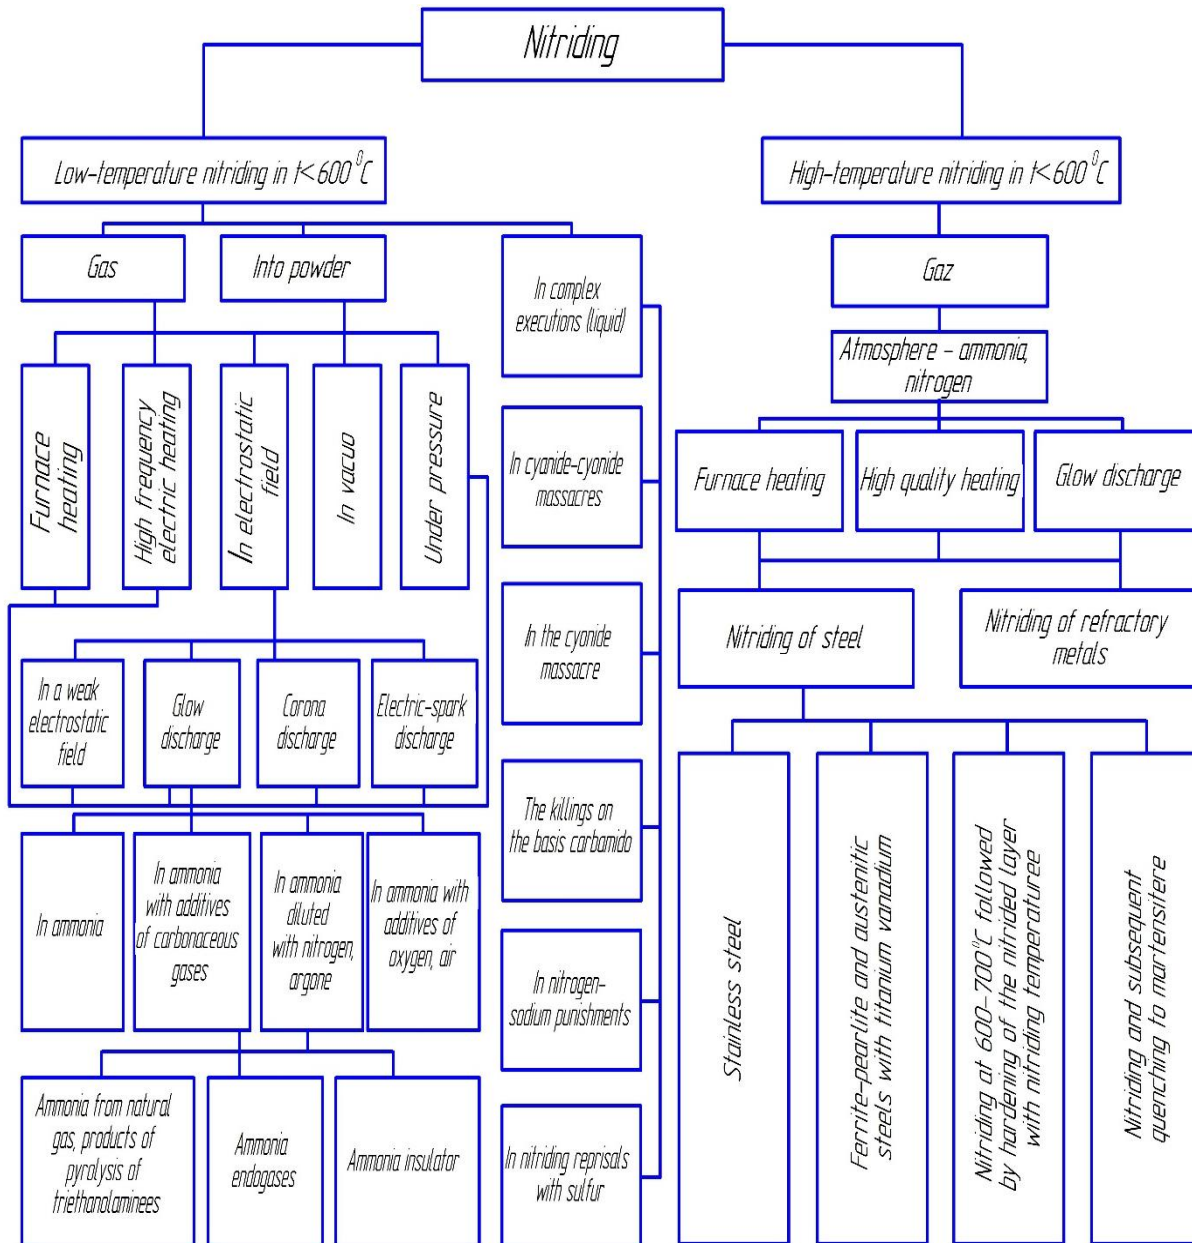 Nitriding
Low-temperature nitriding in t<600⁰C
High-temperature nitriding in t<600⁰C
Gas
Into powder
In complex
executions (liquid)
Gaz
Atmosphere - ammonia,
nitrogen
Furnace
heating
High frequency
electric heating
In electrostatic
field
In vacuo
Under pressure
In cyanide-cyonide
massacres
Furnace heating
High quality heating
Glow discharge
In the cyonide
massacre
Nitriding of steel
Nitriding of refractory
metals
In a weak
electrostatic
field
Glow
discharge
Corona
discharge
Electric-spark
discharge
The killings on
the basis carbamido
In ammonia
In ammonia
with additives
of carbonaceous
gases
In ammonia
diluted
with nitrogen,
argone
In ammonia with
additives of
oxygen, air
In nitrogen-
sodium punishments
Stainless steel
Ferrite-pearlite and austenitic
steels with titanium vanadium
Nitriding at 600-700⁰C followed
by hardening of the nitrided layer
with nitriding temperaturee
Nitriding and subsequent
quenching to martensitere
Ammonia from natural
gas, products of
pyrolysis of
triethanolaminees
Ammonia
endogases
Ammonia insulator
In nitriding reprisals
with sulfur